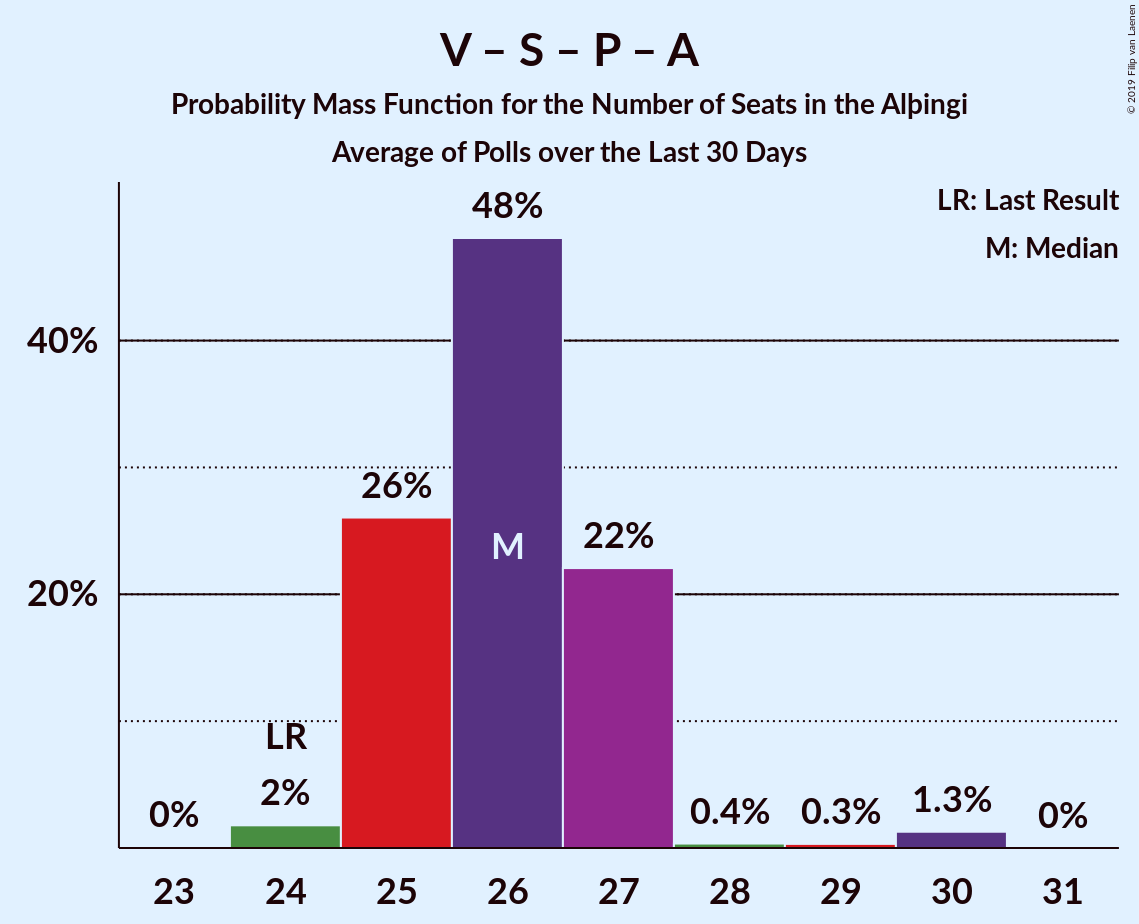 V – S – P – A
Probability Mass Function for the Number of Seats in the Alþingi
Average of Polls over the Last 30 Days
© 2019 Filip van Laenen
LR: Last Result
M: Median
48%
40%
26%
M
22%
20%
LR
0%
2%
0.4%
0.3%
1.3%
0%
23 24 25 26 27 28 29 30 31